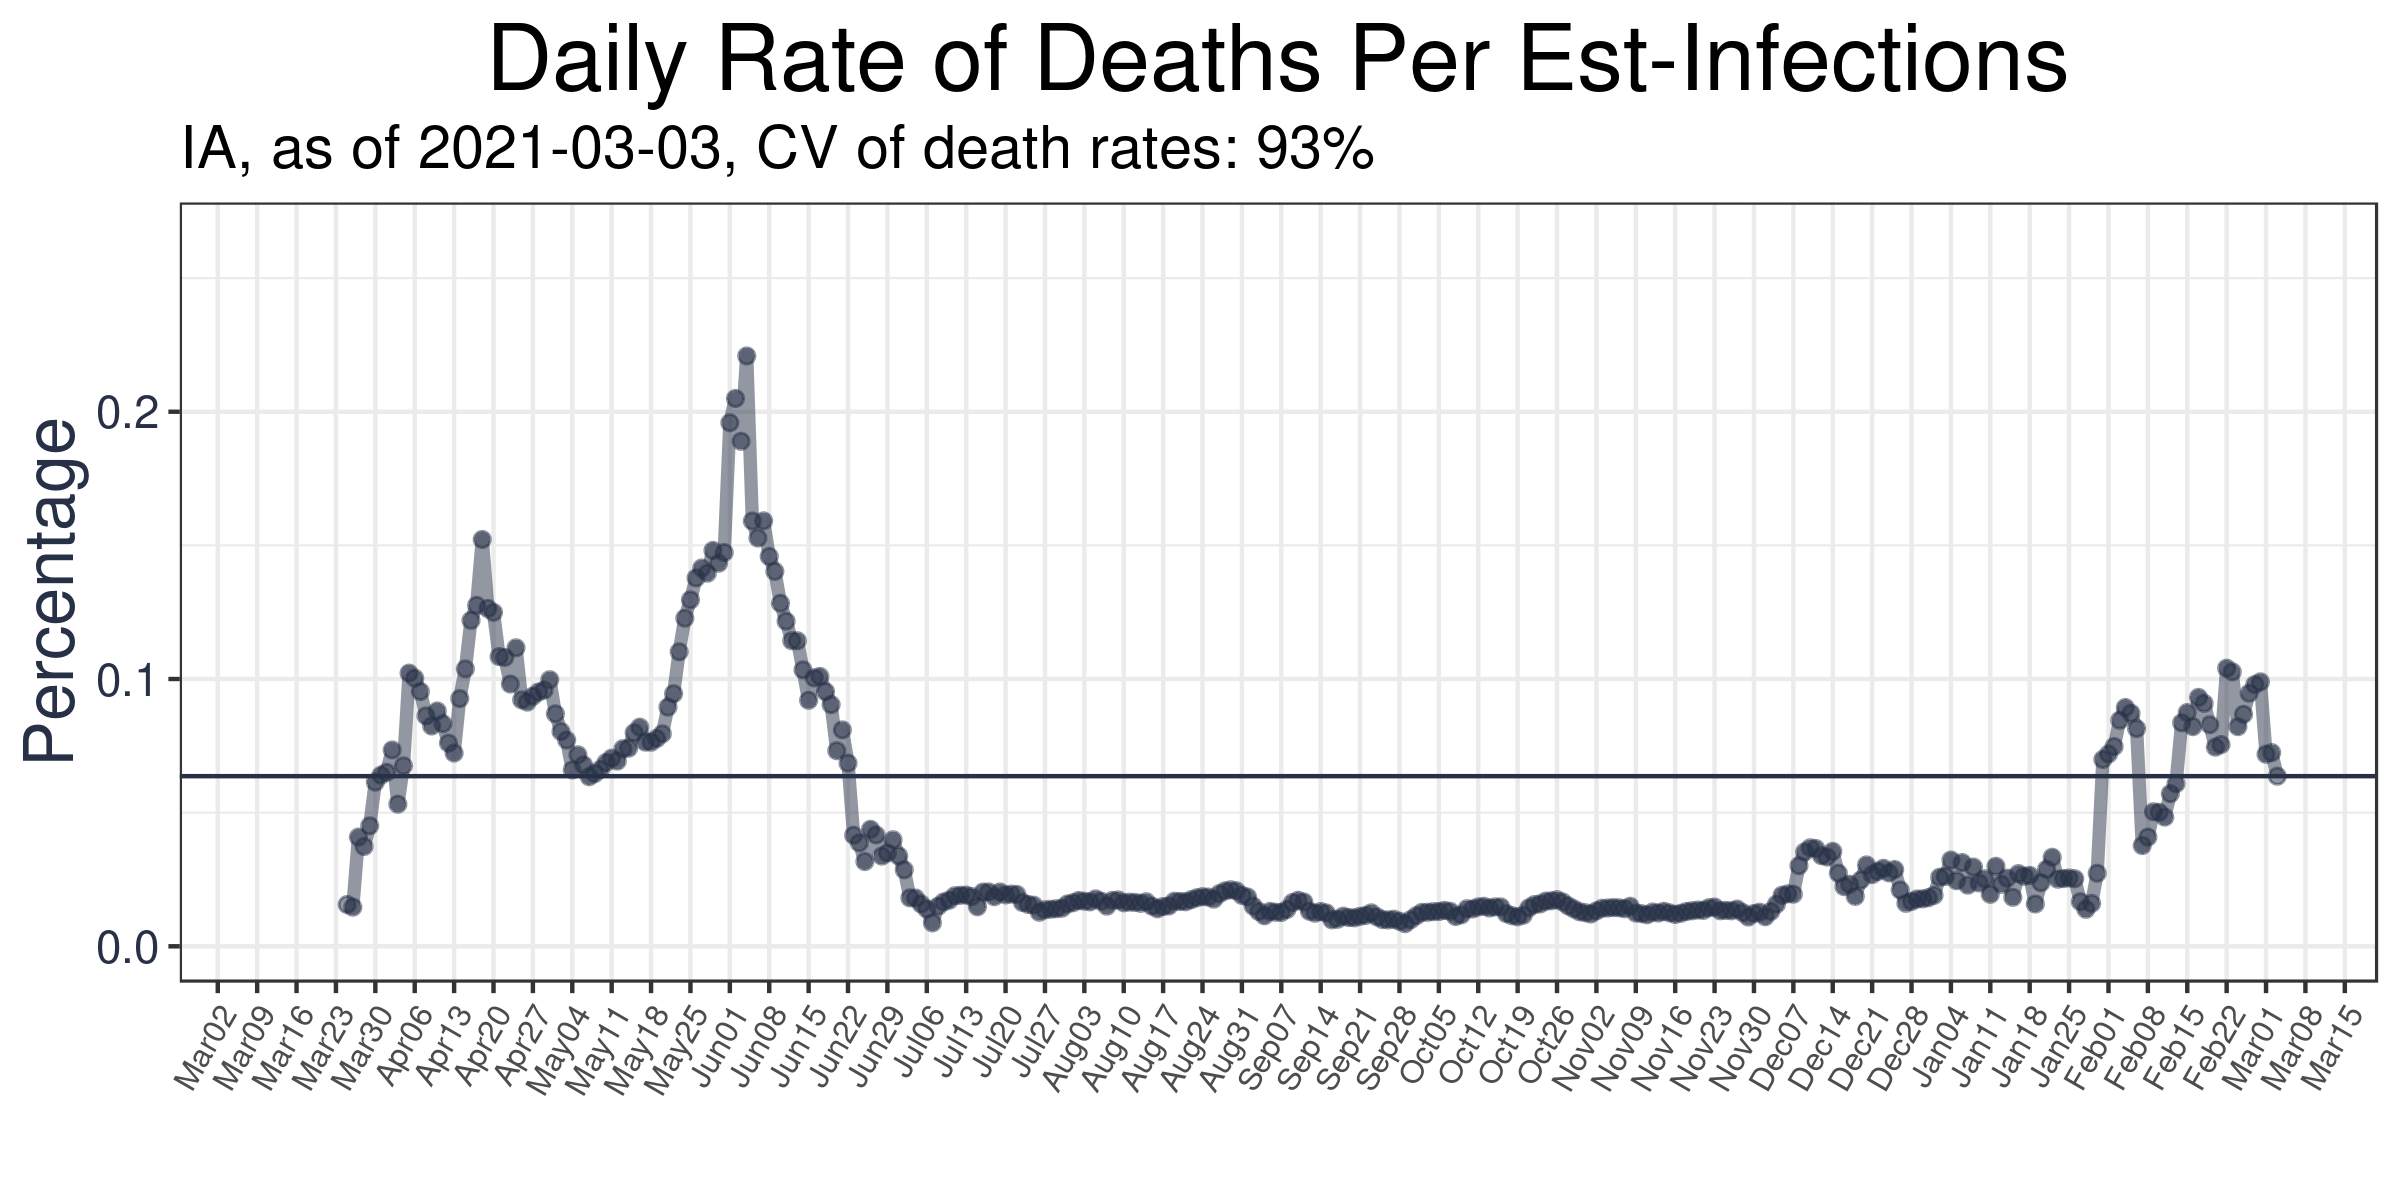 Daily Rate of Deaths Per Est-Infections
IA, as of 2021-03-03, CV of death rates: 93%
Percentage
0.2
0.1
0.0
Mar02 Mar09 Mar16 Mar23 Mar30 Apr06 Apr13 Apr20 Apr27 May04 May11 May18 May25 Jun01 Jun08 Jun15 Jun22 Jun29 Jul06 Jul13 Jul20 Jul27 Aug03 Aug10 Aug17 Aug24 Aug31 Sep07 Sep14 Sep21 Sep28 Oct05 Oct12 Oct19 Oct26 Nov02 Nov09 Nov16 Nov23 Nov30 Dec07 Dec14 Dec21 Dec28 Jan04 Jan11 Jan18 Jan25 Feb01 Feb08 Feb15 Feb22 Mar01 Mar08 Mar15